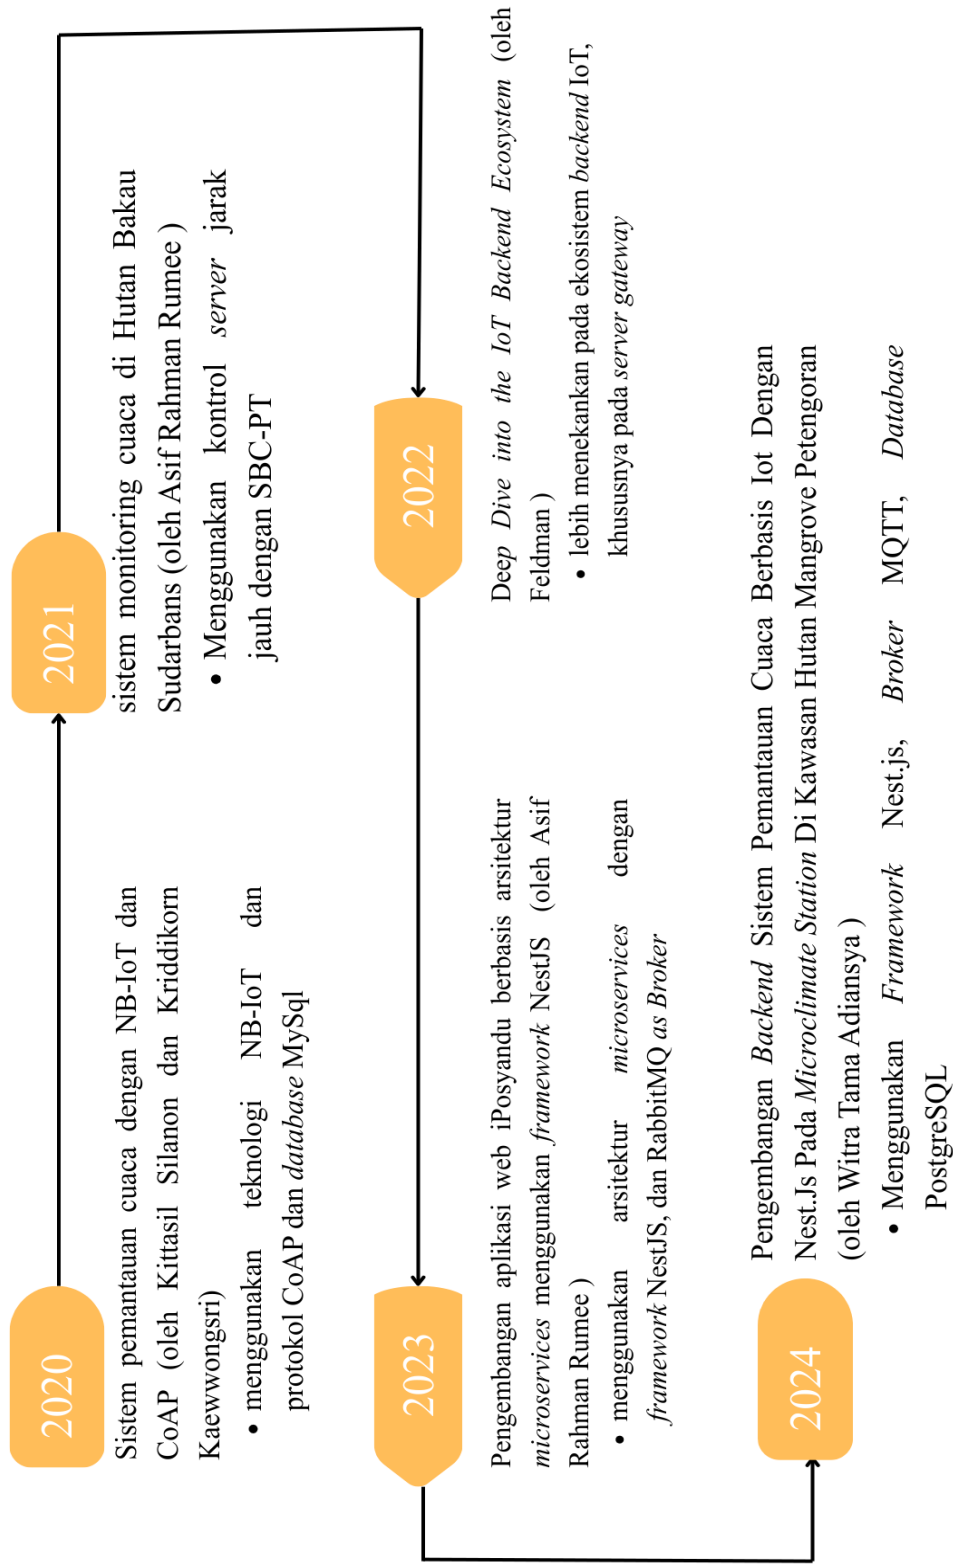 2020
Sistem pemantauan cuaca dengan NB-IoT dan
CoAP (oleh Kittasil Silanon dan Kriddikorn
Kaewwongsri)
• menggunakan teknologi NB-IoT dan
protokol CoAP dan database MySql
2021
sistem monitoring cuaca di Hutan Bakau
Sudarbans (oleh Asif Rahman Rumee )
• Menggunakan kontrol server jarak
jauh dengan SBC-PT
2022
Deep Dive into the IoT Backend Ecosystem (oleh
Feldman )
• lebih menekankan pada ekosistem backend IoT,
khususnya pada server gateway
2023
Pengembangan aplikasi web iPosyandu berbasis arsitektur
microservices menggunakan framework NestJS (oleh Asif
Rahman Rumee )
• menggunakan arsitektur microservices dengan
framework NestJS, dan RabbitMQ as Broker
2024
Pengembangan Backend Sistem Pemantauan Cuaca Berbasis Iot Dengan
Nest.Js Pada Microclimate Station Di Kawasan Hutan Mangrove Petengoran
(oleh Witra Tama Adiansya )
• Menggunakan Framework Nest.js, Broker MQTT, Database
PostgreSQL